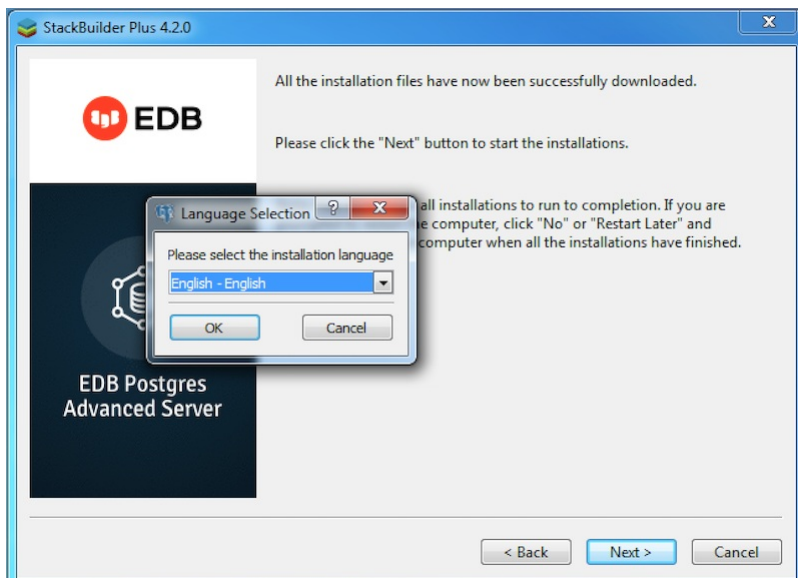 StackBuilder Plus 4.2.0
EDB
All the installation files have now been successfully downloaded.
Please click the "Next" button to start the installations.
all installations to run to completion. If you are
computer, click "No" or "Restart Later" and
computer when all the installations have finished.
Language Selection
Please select the installation language
English - English
OK
Cancel
EDB Postgres
Advanced Server
< Back
Next >
Cancel